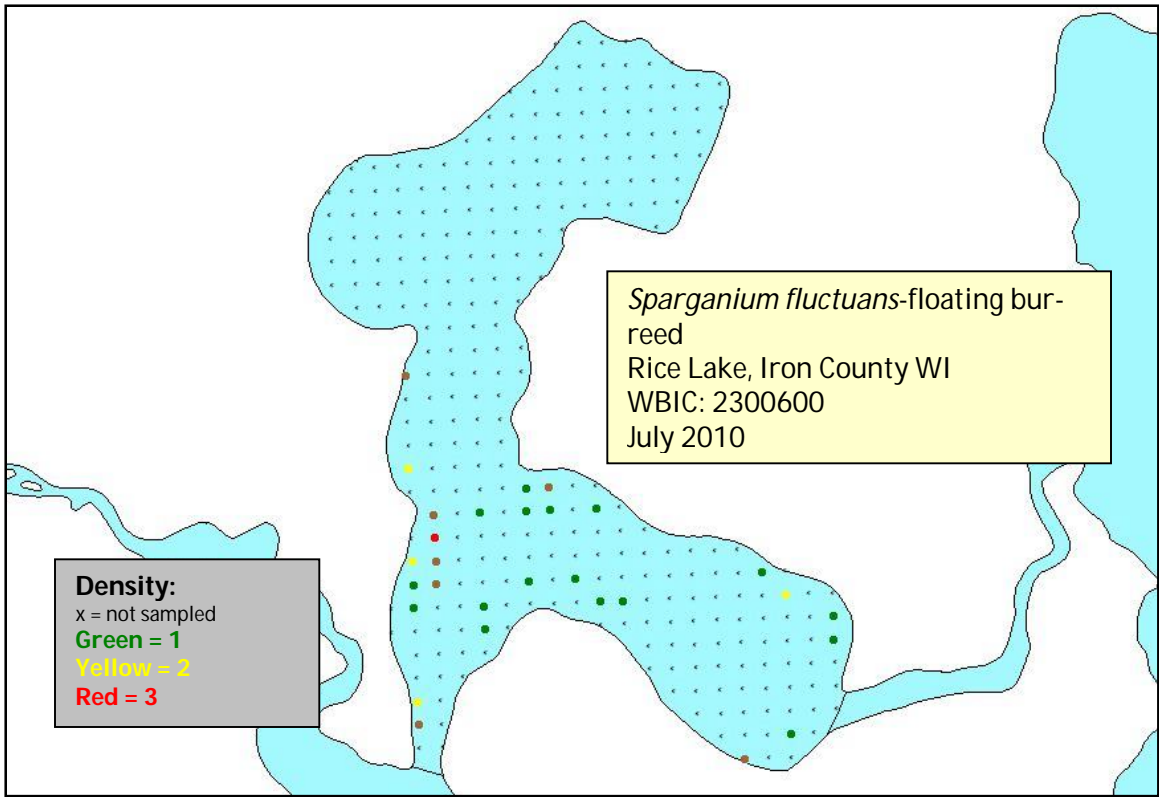 Sparganium fluctuans-floating bur-
reed
Rice Lake, Iron County WI
WBIC: 2300600
July 2010
Density:
x = not sampled
Green = 1
Yellow = 2
Red = 3